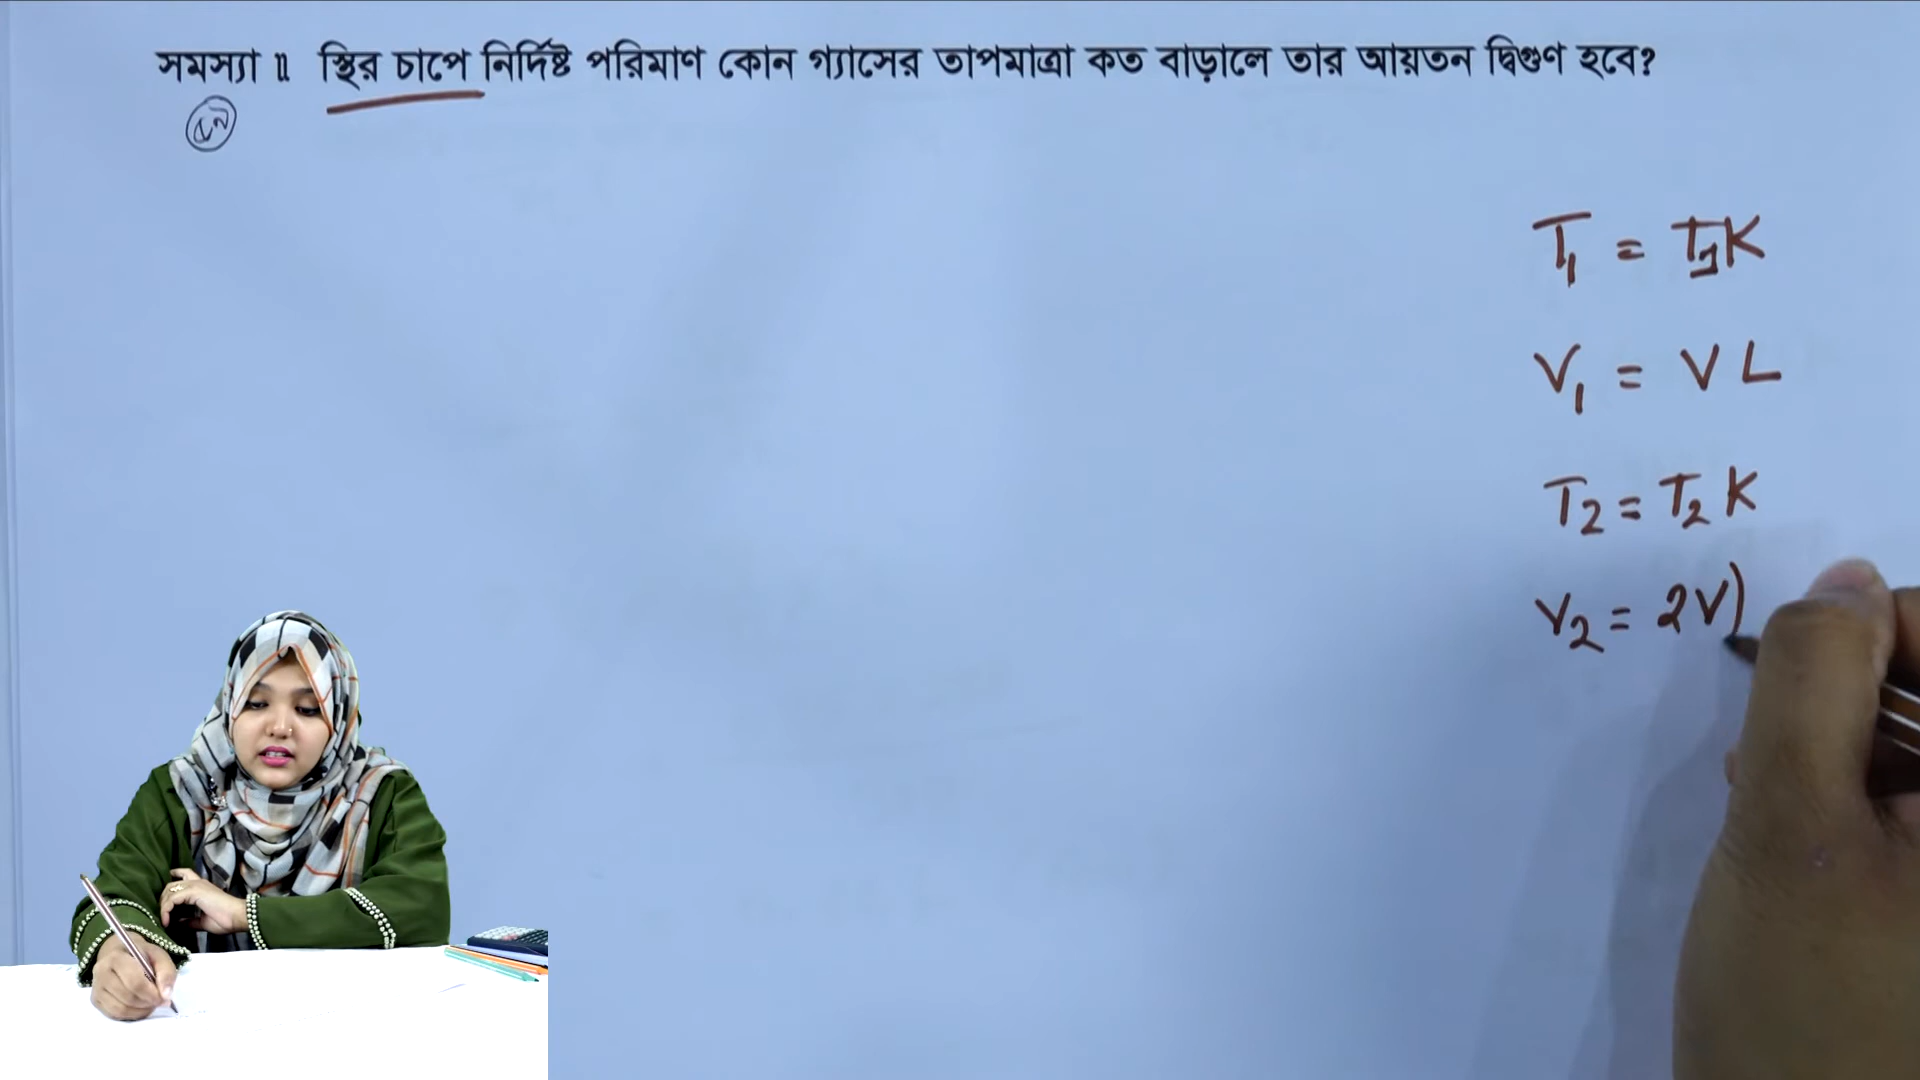 সমস্যা ॥ স্থির চাপে নির্দিষ্ট পরিমাণ কোন গ্যাসের তাপমাত্রা কত বাড়ালে তার আয়তন দ্বিগুণ হবে?
T₁ = T₁K
V₁ = V L
T₂ = T₂ K
V₂ = 2V